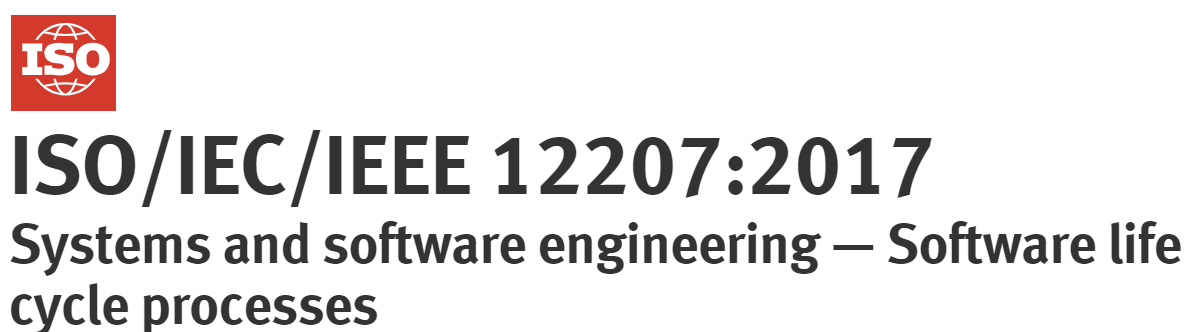 ISO
ISO/IEC/IEEE 12207:2017
Systems and software engineering — Software life
cycle processes